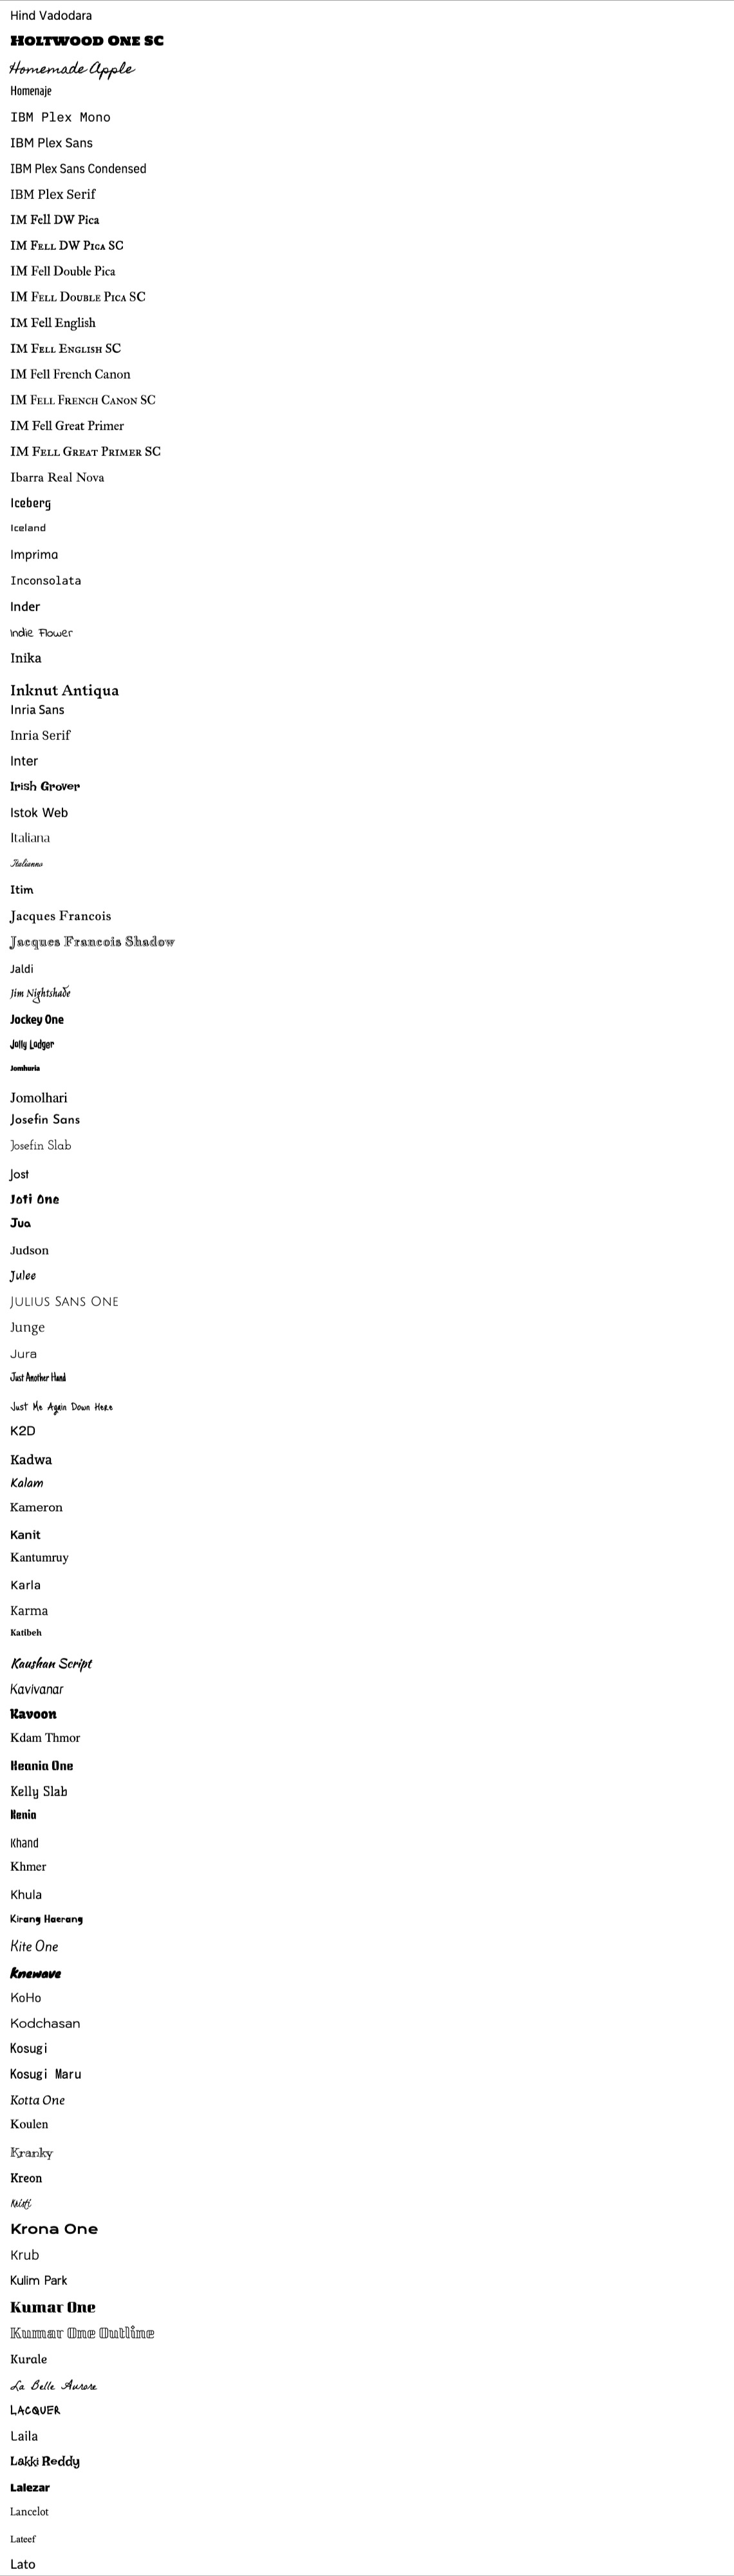 Hind Vadodara
Holtwood One SC
Homemade Apple
Homenaje
IBM Plex Mono
IBM Plex Sans
IBM Plex Sans Condensed
IBM Plex Serif
IM Fell DW Pica
IM Fell DW Pica SC
IM Fell Double Pica
IM Fell Double Pica SC
IM Fell English
IM Fell English SC
IM Fell French Canon
IM Fell French Canon SC
IM Fell Great Primer
IM Fell Great Primer SC
Ibarra Real Nova
Iceberg
Iceland
Imprima
Inconsolata
Inder
Indie Flower
Inika
Inknut Antiqua
Inria Sans
Inria Serif
Inter
Irish Grover
Istok Web
Italiana
Italianno
Itim
Jacques Francois
Jacques Francois Shadow
Jaldi
Jim Nightshade
Jockey One
Jolly Lodger
Jomhuria
Jomolhari
Josefin Sans
Josefin Slab
Jost
Joti One
Jua
Judson
Julee
Julius Sans One
Junge
Jura
Just Another Hand
Just Me Again Down Here
K2D
Kadwa
Kalam
Kameron
Kanit
Kantumruy
Karla
Karma
Katibeh
Kaushan Script
Kavivanar
Kavoon
Kdam Thmor
Keania One
Kelly Slab
Kenia
Khand
Khmer
Khula
Kirang Haerang
Kite One
Knewave
KoHo
Kodchasan
Kosugi
Kosugi Maru
Kotta One
Koulen
Kranky
Kreon
Kristi
Krona One
Krub
Kulim Park
Kumar One
Kumar One Outline
Kurale
La Belle Aurore
Lacquer
Laila
Lakki Reddy
Lalezar
Lancelot
Lateef
Lato